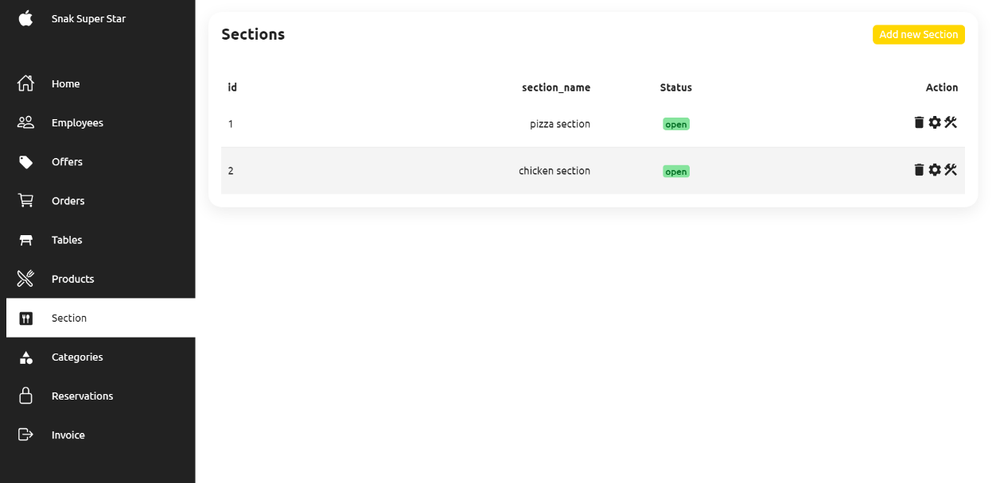 Snak Super Star
Home
Employees
Offers
Orders
Tables
Products
Section
Categories
Reservations
Invoice
Sections
Add new Section
id section_name Status Action
1 pizza section open
2 chicken section open